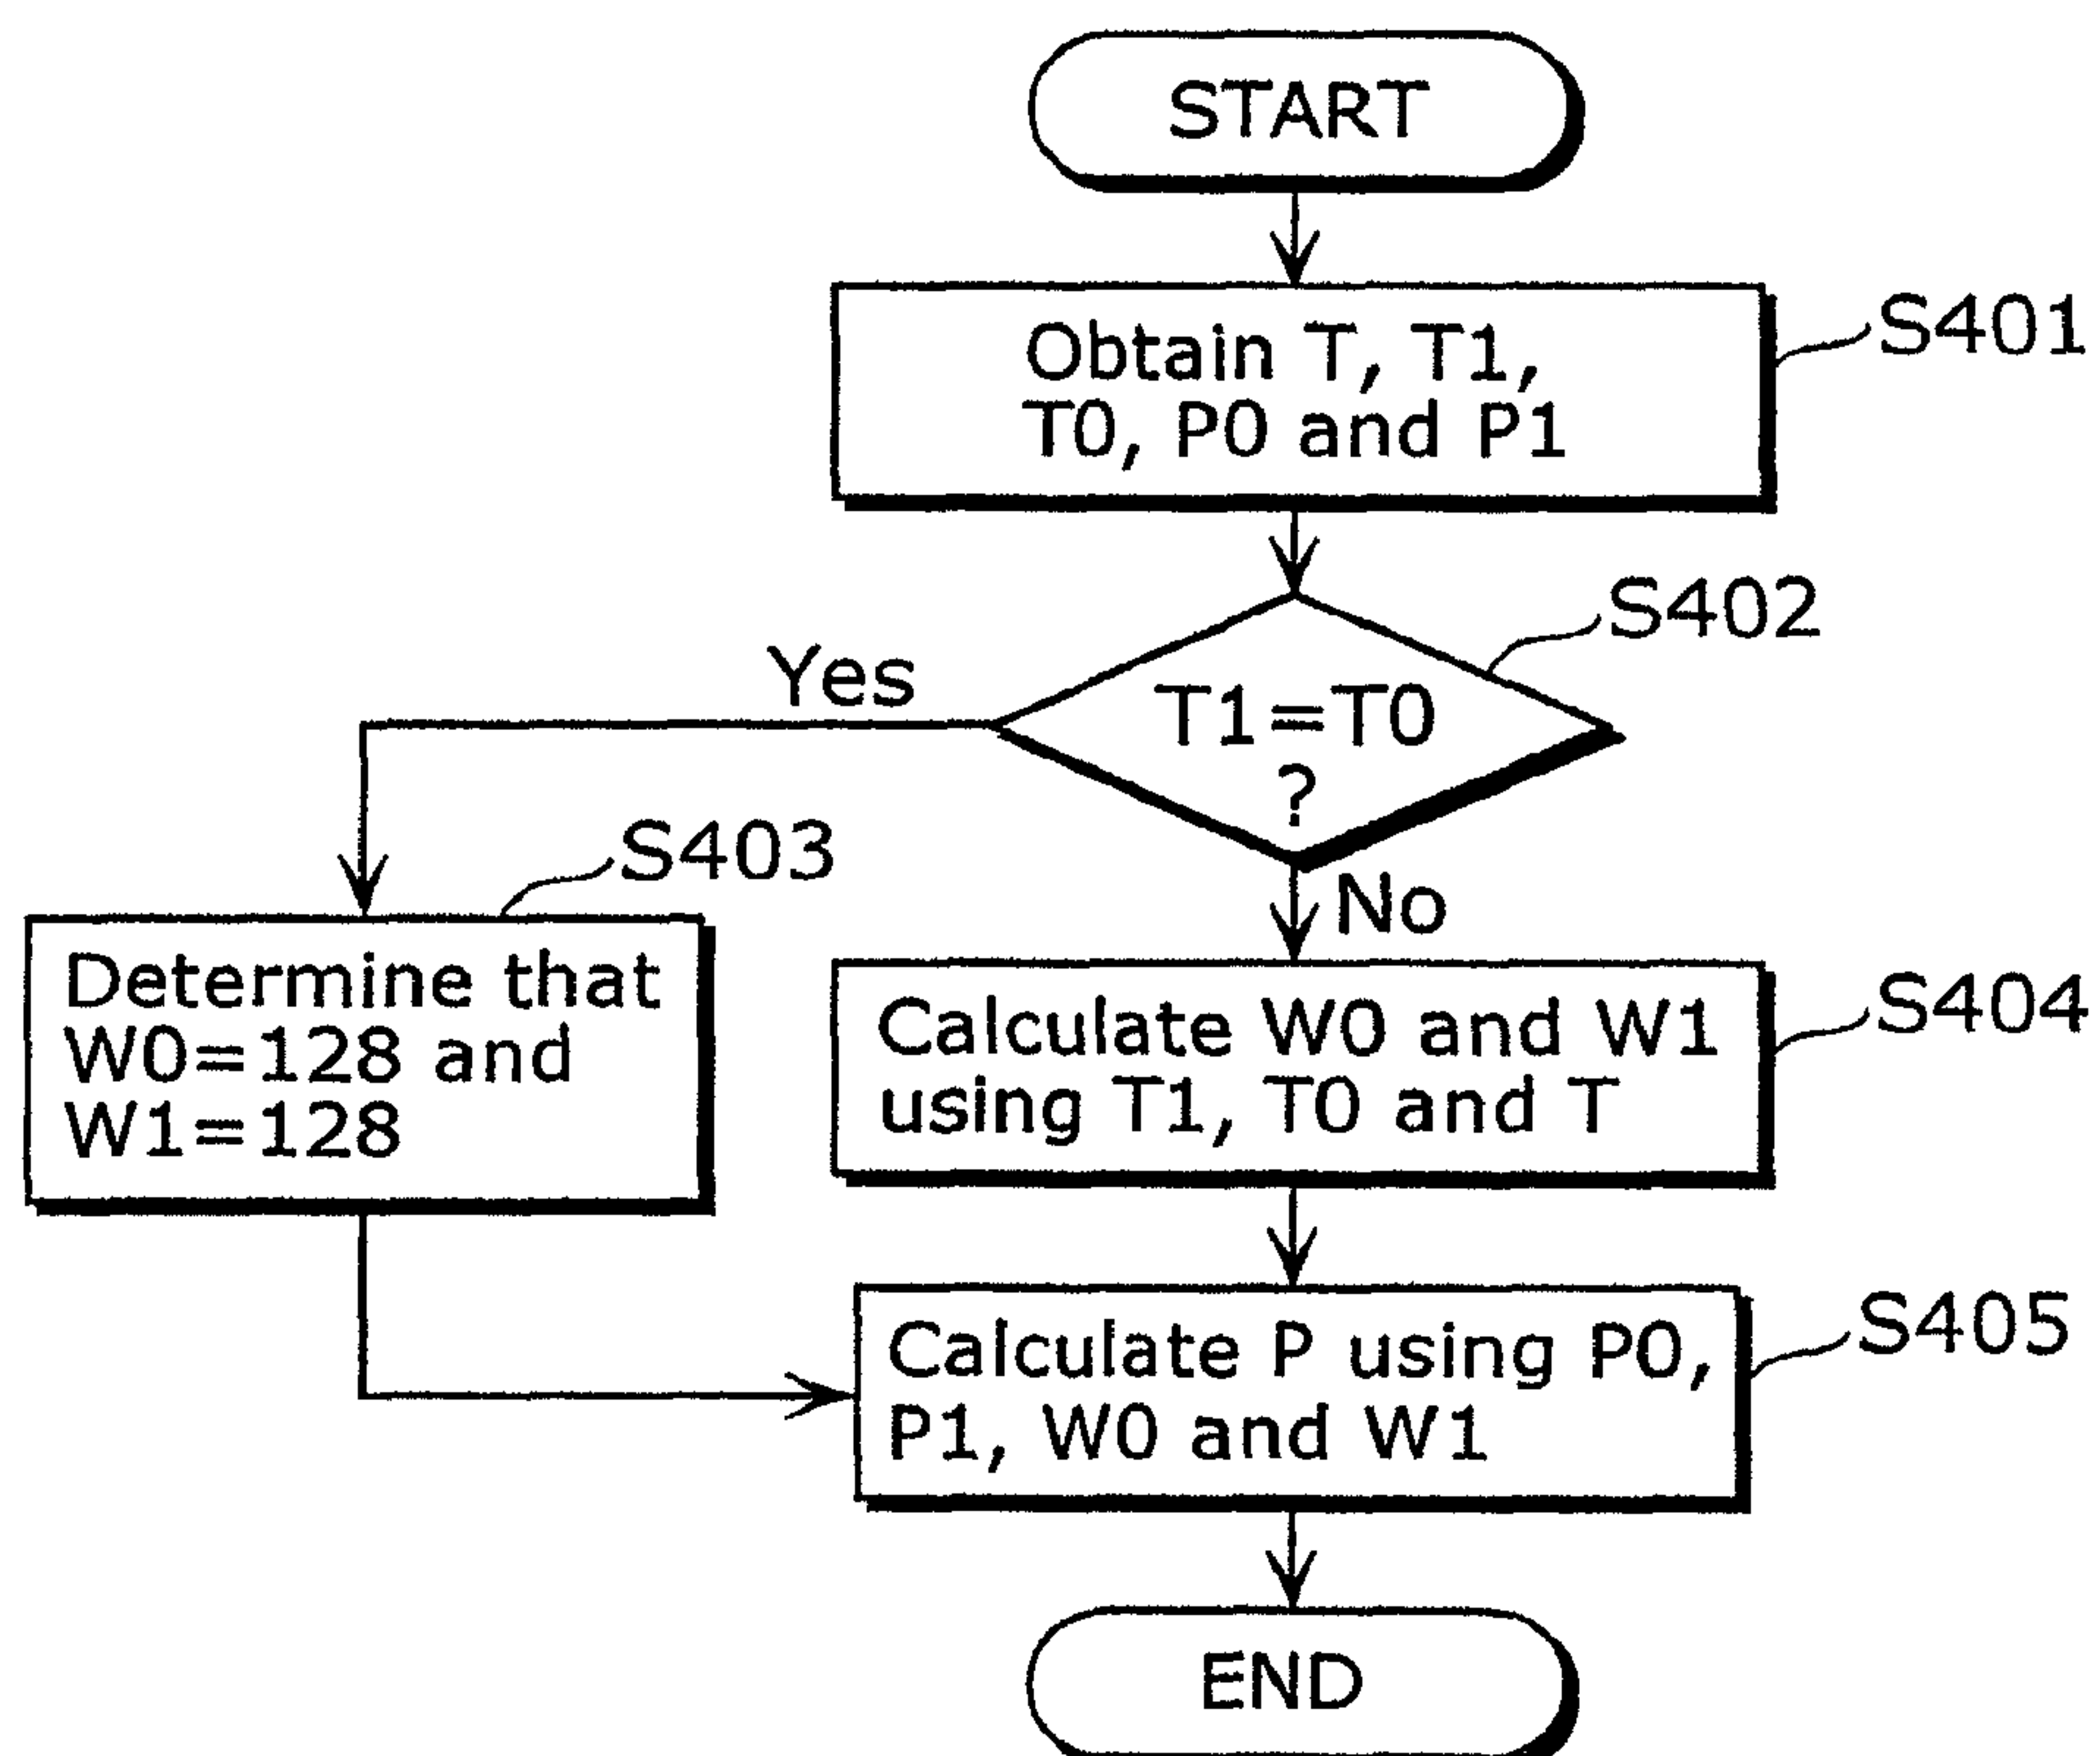 START
Obtain T, T1,
T0, P0 and P1
S401
S402
T1=T0
?
Yes
No
S403
Determine that
W0=128 and
W1=128
Calculate W0 and W1
using T1, T0 and T
S404
Calculate P using P0,
P1, W0 and W1
S405
END